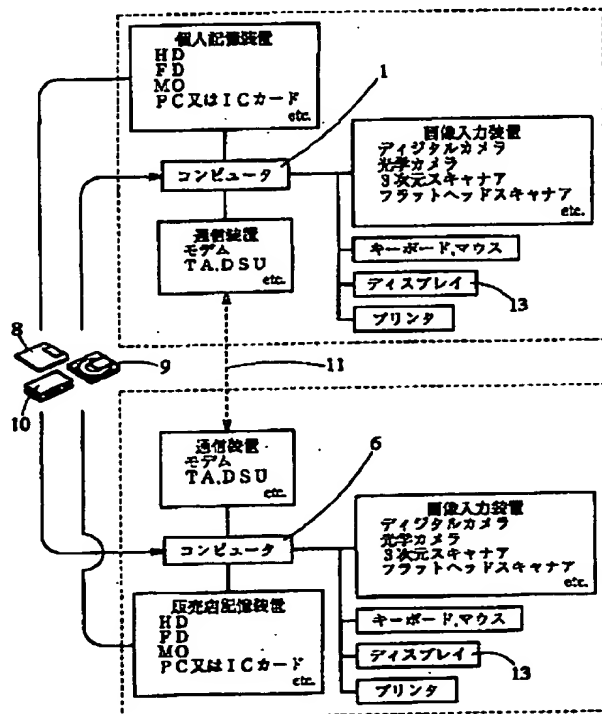 個人記憶装置
HD
FD
MO
PC又はICカード
etc.
1
コンピュータ
画像入力装置
ディジタルカメラ
光学カメラ
3次元スキャナア
フラットヘッドスキャナア
etc.
通信装置
モデム
TA,DSU
etc.
キーボード,マウス
ディスプレイ
13
プリンタ
8
9
10
11
通信装置
モデム
TA,DSU
etc.
6
コンピュータ
画像入力装置
ディジタルカメラ
光学カメラ
3次元スキャナア
フラットヘッドスキャナア
etc.
販売店記憶装置
HD
FD
MO
PC又はICカード
etc.
キーボード,マウス
ディスプレイ
13
プリンタ